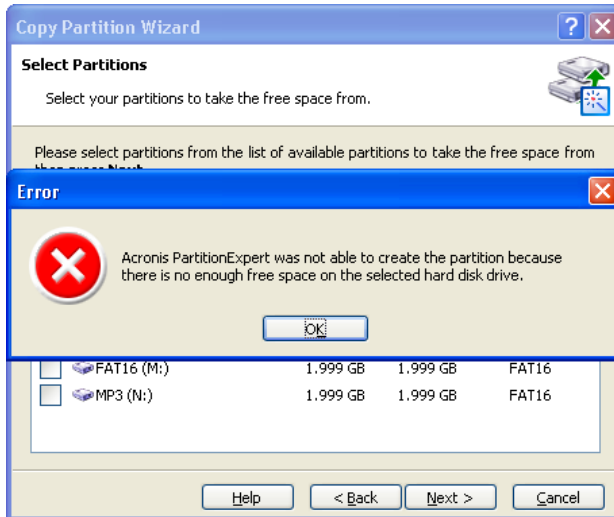 Copy Partition Wizard
Select Partitions
Select your partitions to take the free space from.
Please select partitions from the list of available partitions to take the free space from
then press Next.
Error
Acronis PartitionExpert was not able to create the partition because
there is no enough free space on the selected hard disk drive.
OK
FAT16 (M:) 1.999 GB 1.999 GB FAT16
MP3 (N:) 1.999 GB 1.999 GB FAT16
Help < Back Next > Cancel